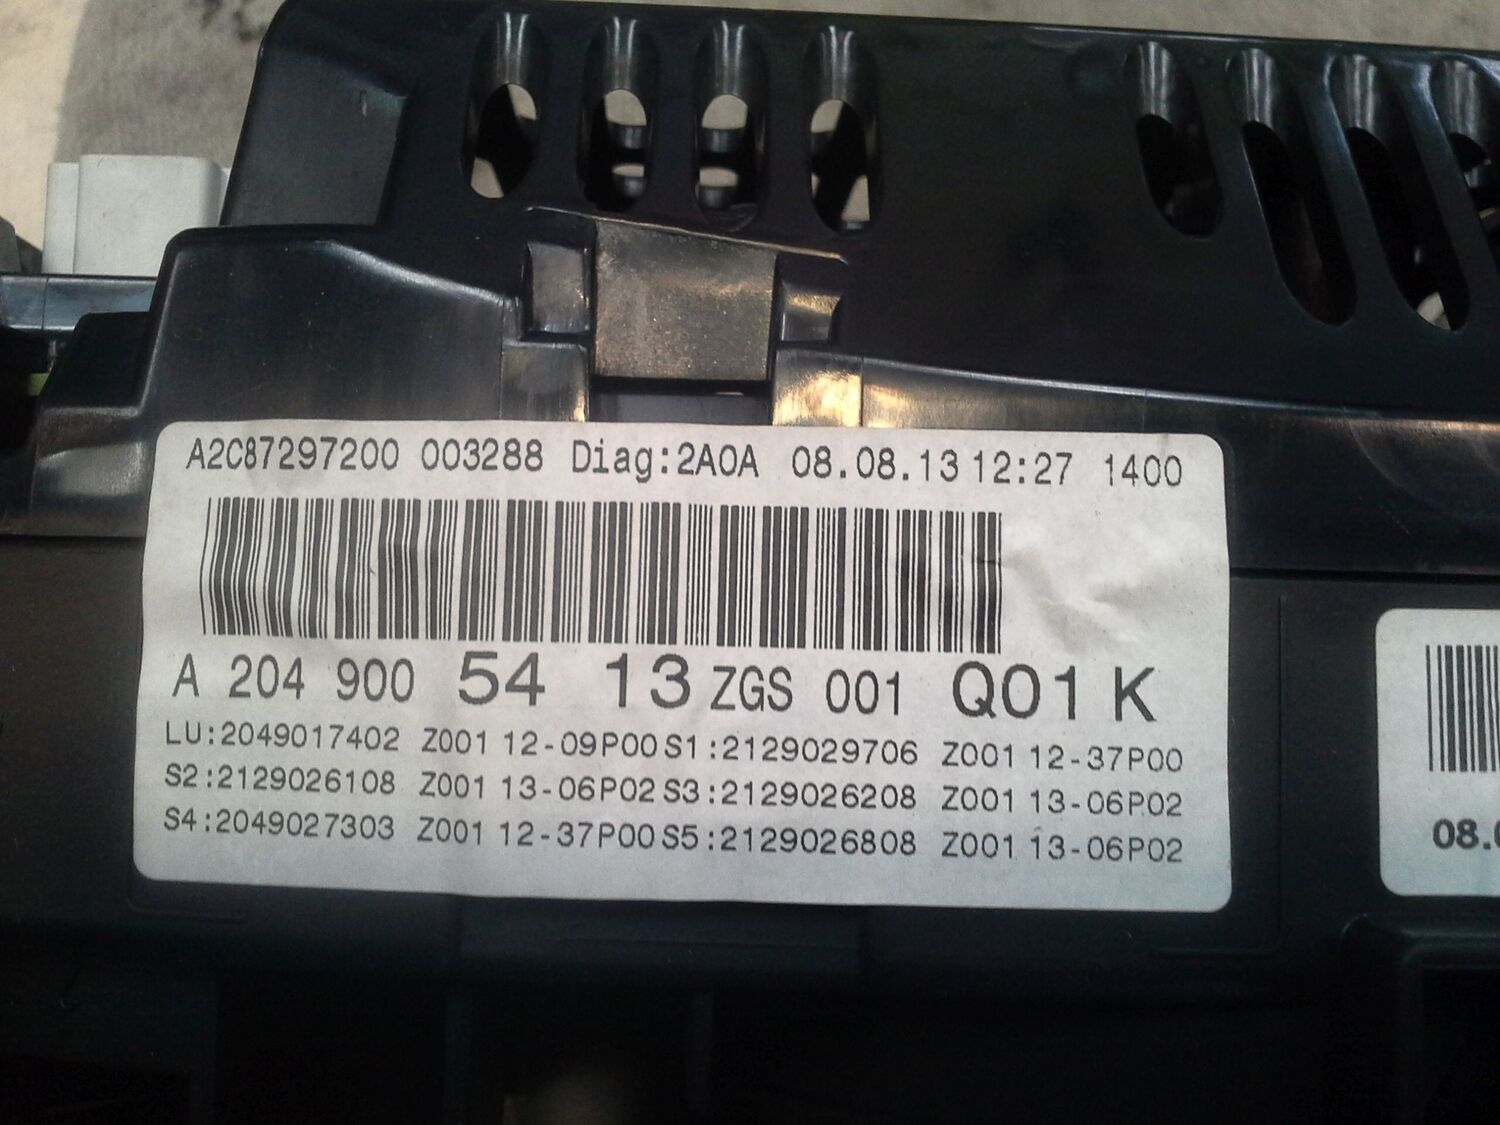 A2C87297200 003288 Diag:2A0A 08.08.13 12:27 1400
A 204 900 54 13 ZGS 001 Q01 K
LU:2049017402 Z001 12-09P00 S1:2129029706 Z001 12-37P00
S2:2129026108 Z001 13-06P02 S3:2129026208 Z001 13-06P02
S4:2049027303 Z001 12-37P00 S5:2129026808 Z001 13-06P02
08.